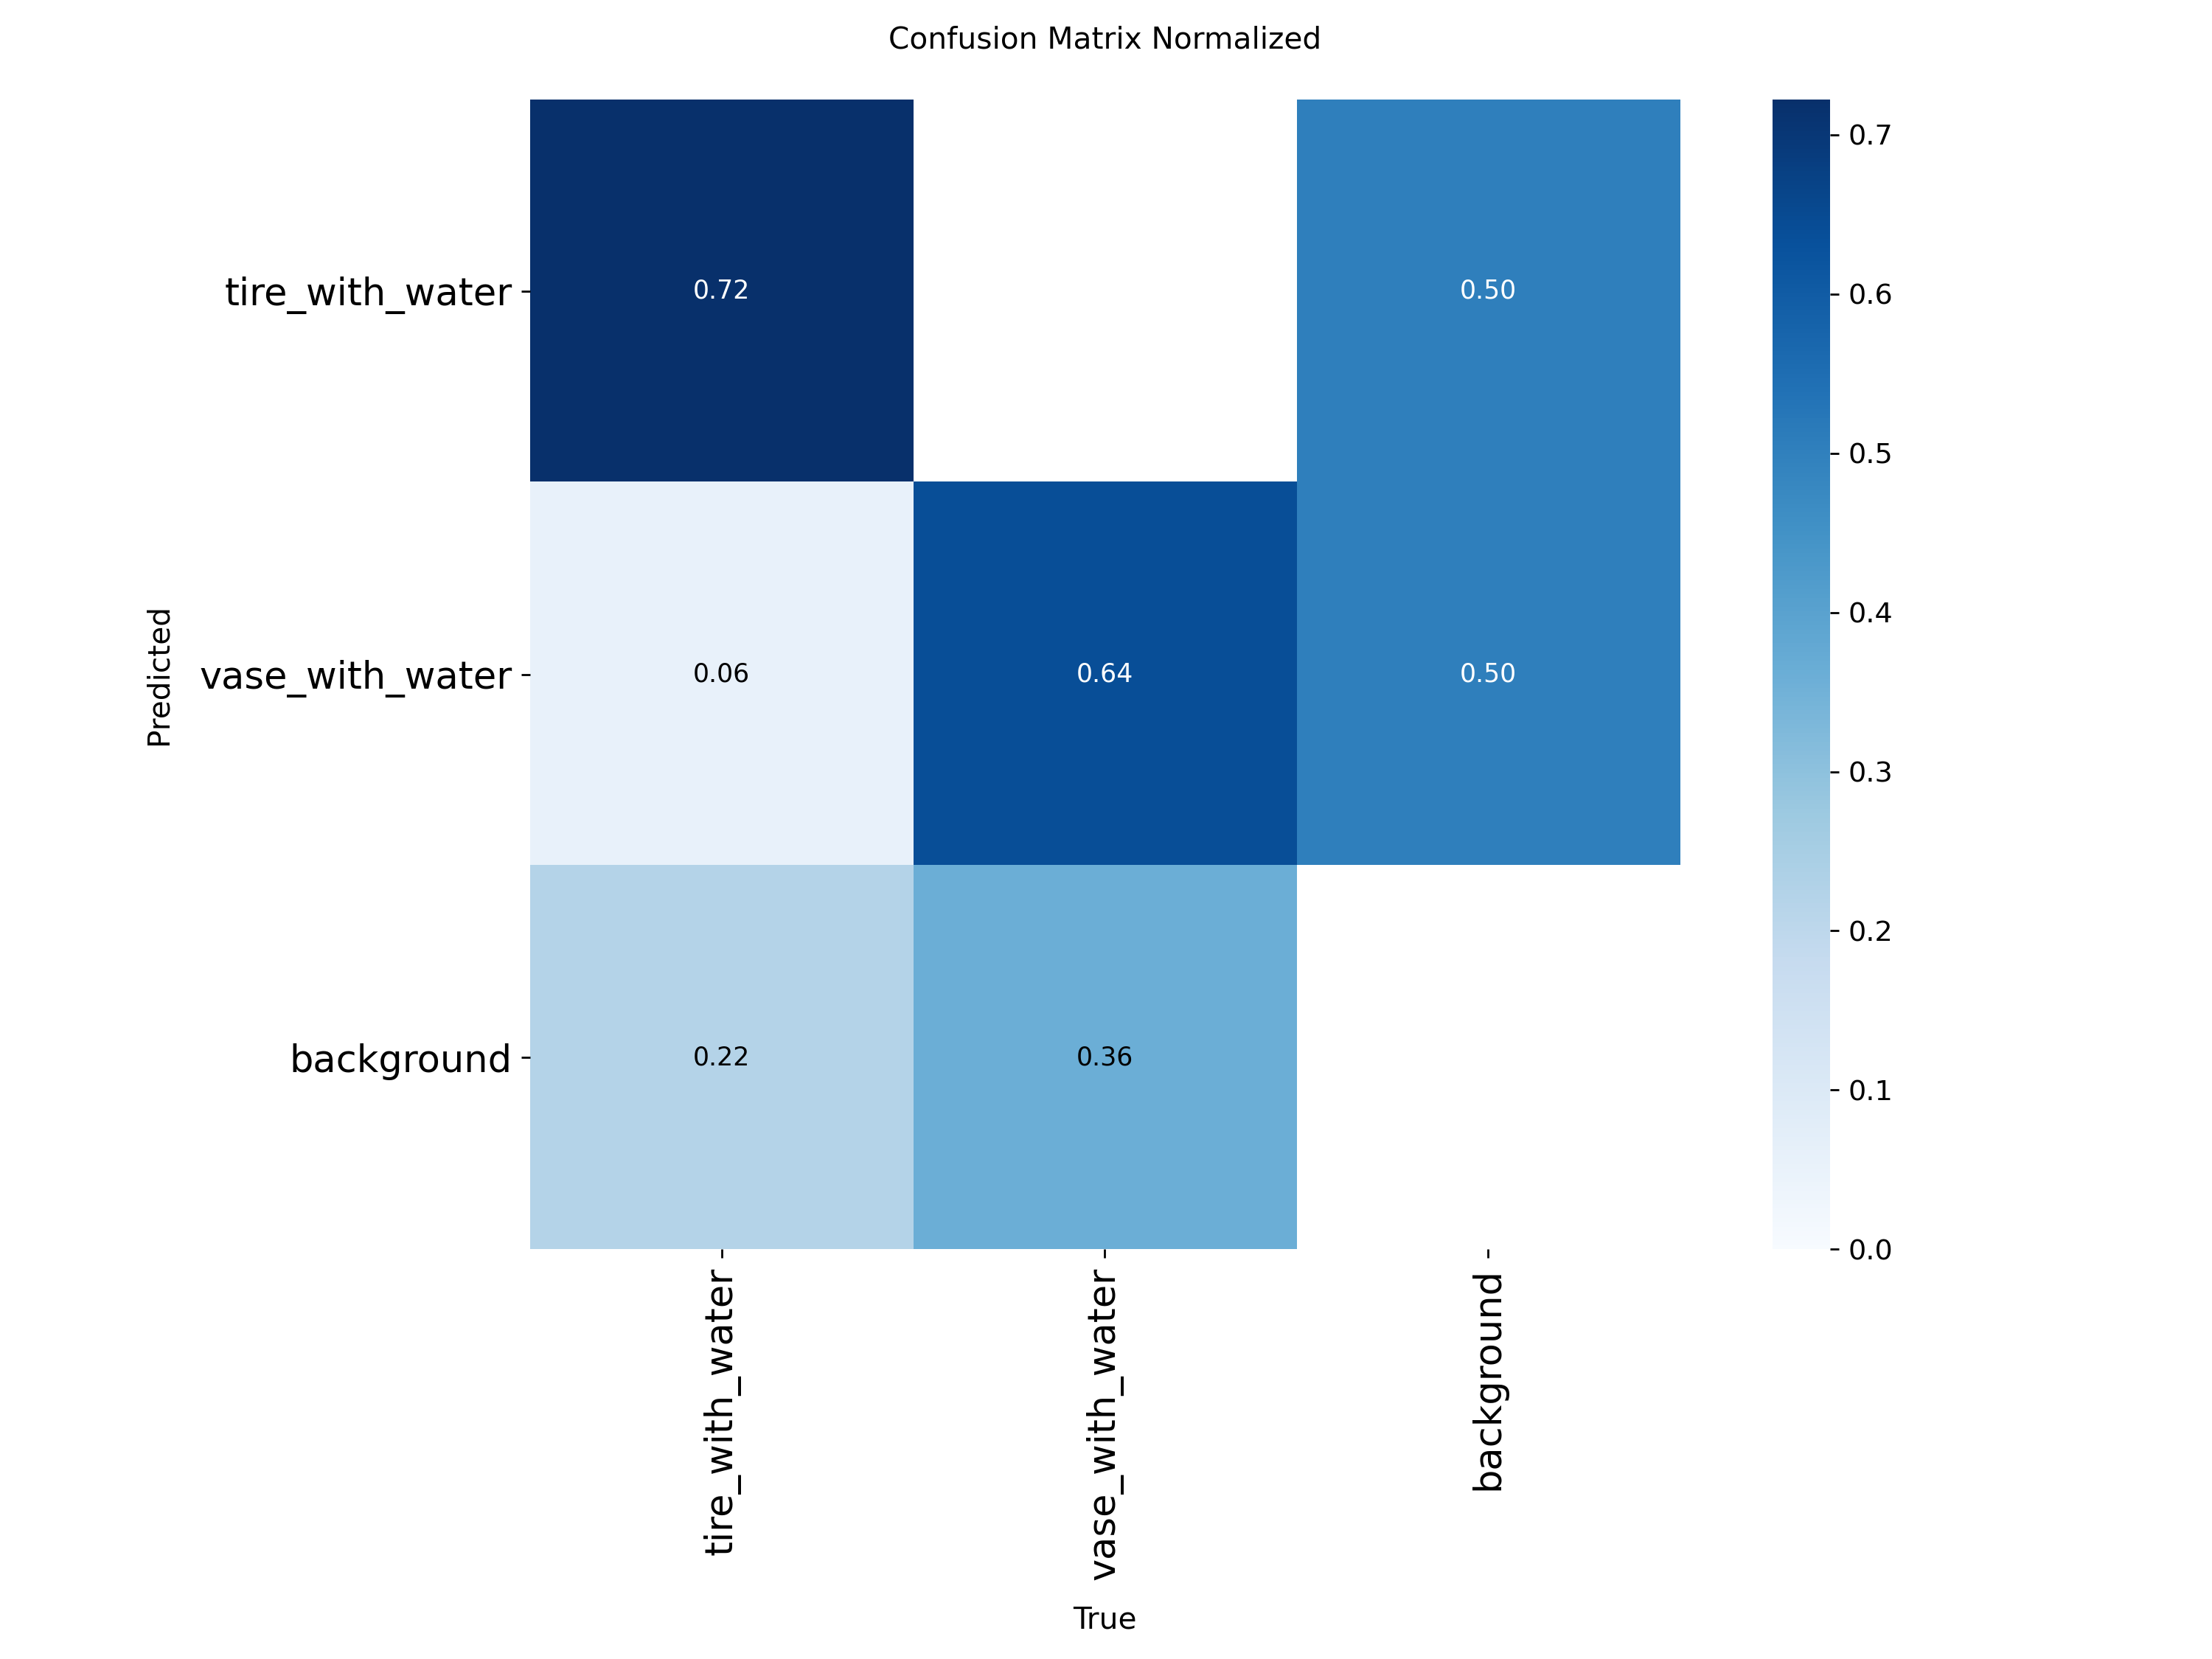 Confusion Matrix Normalized
tire_with_water
0.72
0.50
vase_with_water
0.06
0.64
0.50
background
0.22
0.36
tire_with_water
vase_with_water
background
Predicted
True
0.7
0.6
0.5
0.4
0.3
0.2
0.1
0.0